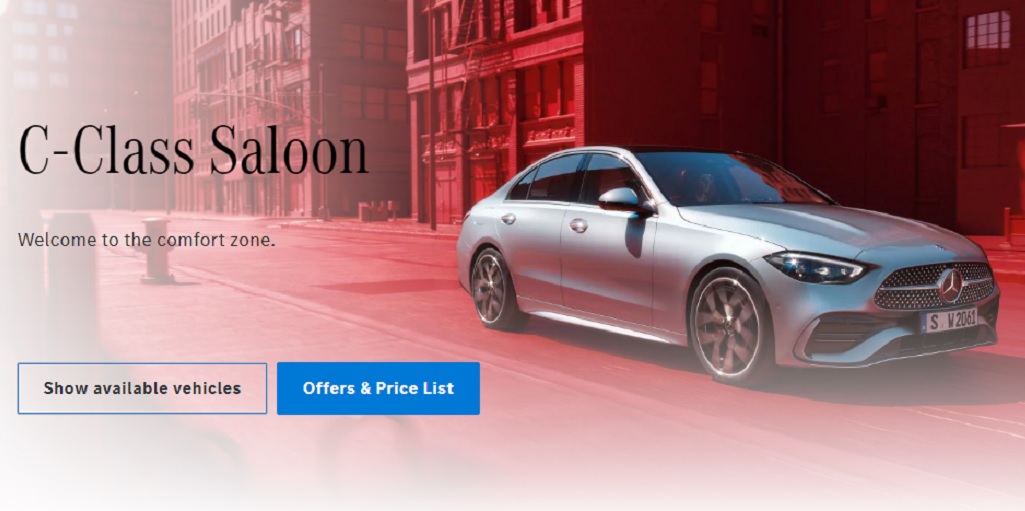 C-Class Saloon
Welcome to the comfort zone.
Show available vehicles
Offers & Price List
S W 2061